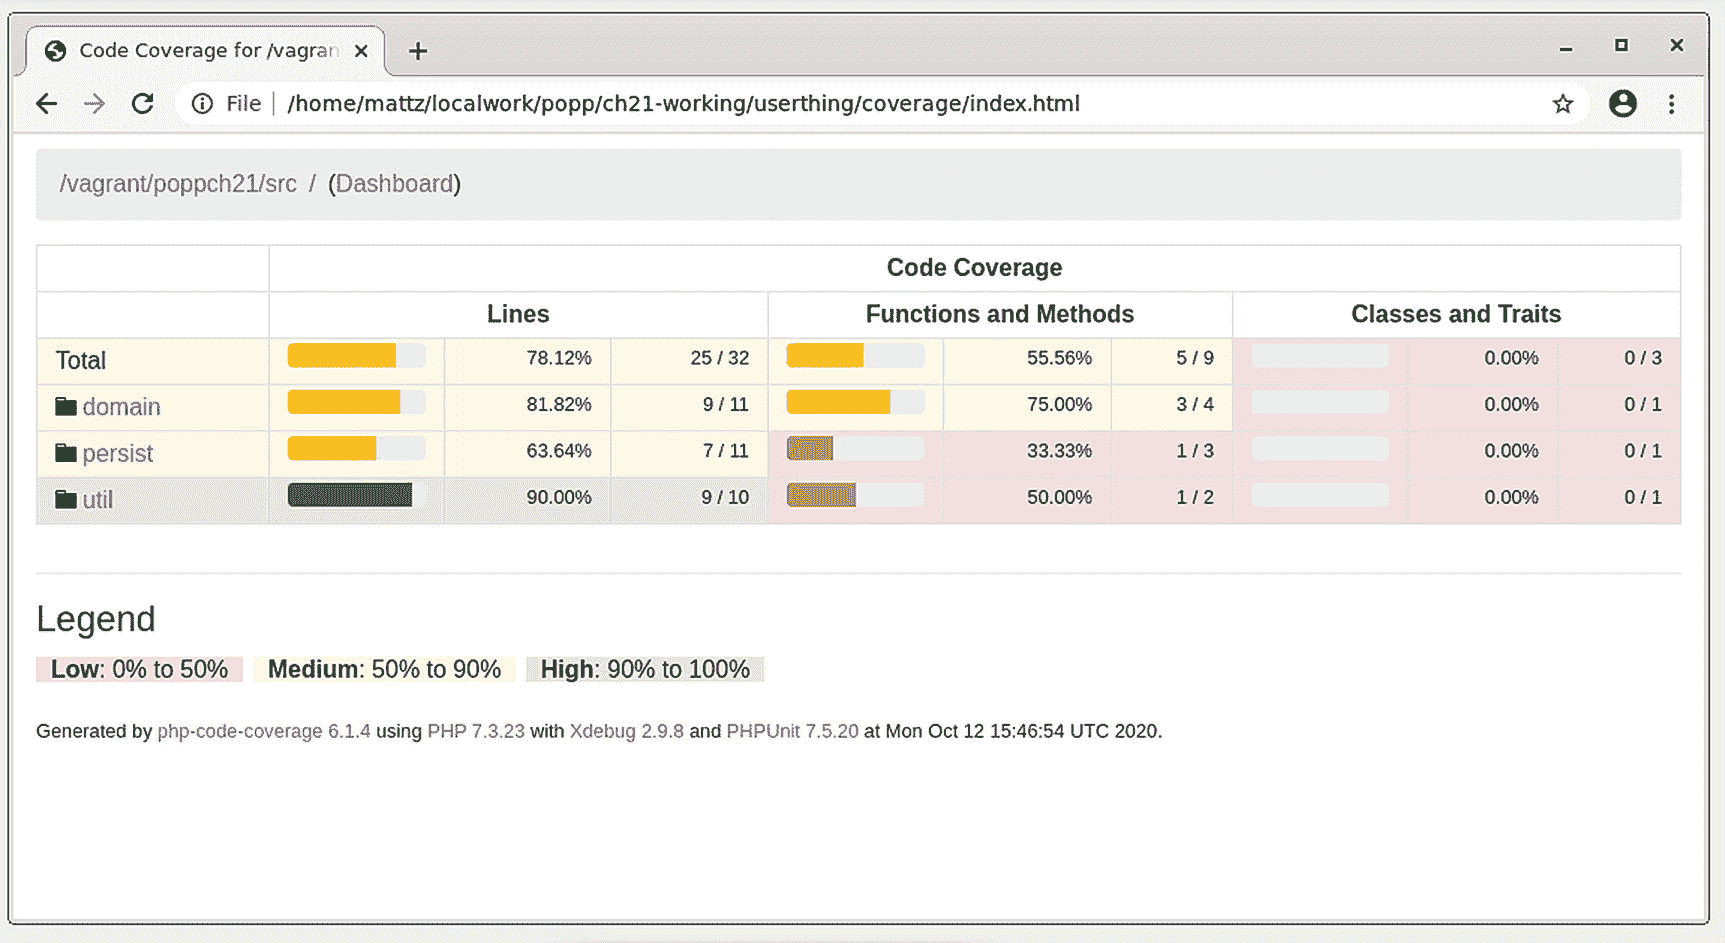 Code Coverage for /vagran
File /home/mattz/localwork/popp/ch21-working/userthing/coverage/index.html
/vagrant/poppch21/src / (Dashboard)
Code Coverage
Lines Functions and Methods Classes and Traits
Total 78.12% 25 / 32 55.56% 5 / 9 0.00% 0 / 3
domain 81.82% 9 / 11 75.00% 3 / 4 0.00% 0 / 1
persist 63.64% 7 / 11 33.33% 1 / 3 0.00% 0 / 1
util 90.00% 9 / 10 50.00% 1 / 2 0.00% 0 / 1
Legend
Low: 0% to 50% Medium: 50% to 90% High: 90% to 100%
Generated by php-code-coverage 6.1.4 using PHP 7.3.23 with Xdebug 2.9.8 and PHPUnit 7.5.20 at Mon Oct 12 15:46:54 UTC 2020.